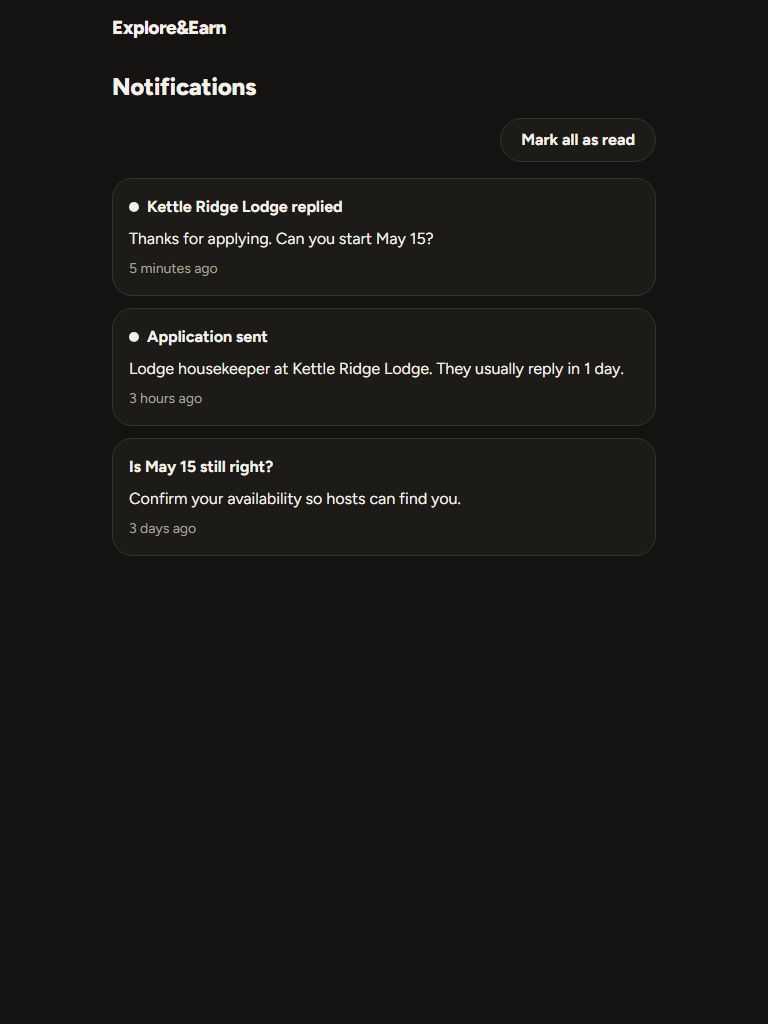 Explore&Earn
Notifications
Mark all as read
Kettle Ridge Lodge replied
Thanks for applying. Can you start May 15?
5 minutes ago
Application sent
Lodge housekeeper at Kettle Ridge Lodge. They usually reply in 1 day.
3 hours ago
Is May 15 still right?
Confirm your availability so hosts can find you.
3 days ago